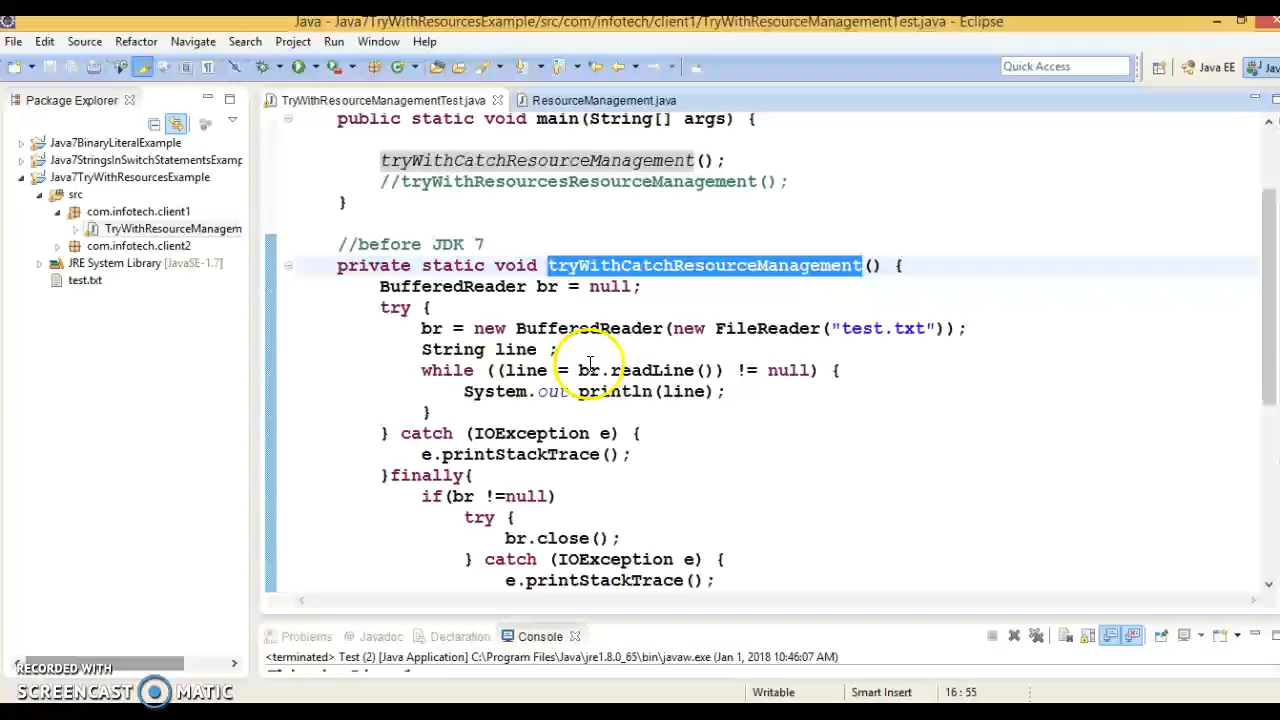 Java - Java7TryWithResourcesExample/src/com/infotech/client1/TryWithResourceManagementTest.java - Eclipse
File Edit Source Refactor Navigate Search Project Run Window Help
Quick Access
Java EE
Jav
Package Explorer
TryWithResourceManagementTest.java
ResourceManagement.java
Java7BinaryLiteralExample
Java7StringsInSwitchStatementsExamp
Java7TryWithResourcesExample
src
com.infotech.client1
TryWithResourceManagem
com.infotech.client2
JRE System Library [JavaSE-1.7]
test.txt
public static void main(String[] args) {
tryWithCatchResourceManagement();
//tryWithResourcesResourceManagement();
}
//before JDK 7
private static void tryWithCatchResourceManagement() {
BufferedReader br = null;
try {
br = new BufferedReader(new FileReader("test.txt"));
String line ;
while ((line = br.readLine()) != null) {
System.out.println(line);
}
} catch (IOException e) {
e.printStackTrace();
}finally{
if(br !=null)
try {
br.close();
} catch (IOException e) {
e.printStackTrace();
Problems @ Javadoc Declaration Console
<terminated> Test (2) [Java Application] C:\Program Files\Java\jre1.8.0_65\bin\javaw.exe (Jan 1, 2018 10:46:07 AM)
Writable Smart Insert 16 : 55
RECORDED WITH
SCREENCAST MATIC